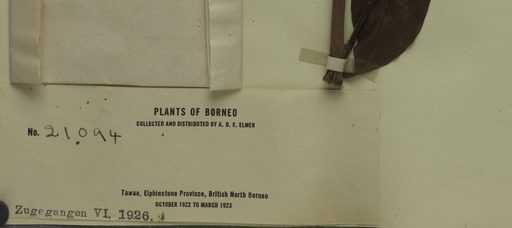 PLANTS OF BORNEO
COLLECTED AND DISTRIBUTED BY A. D. E. ELMER
No. 21,094
Tawao, Elphinstone Province, British North Borneo
OCTOBER 1922 TO MARCH 1923
Zugegangen VI. 1926.